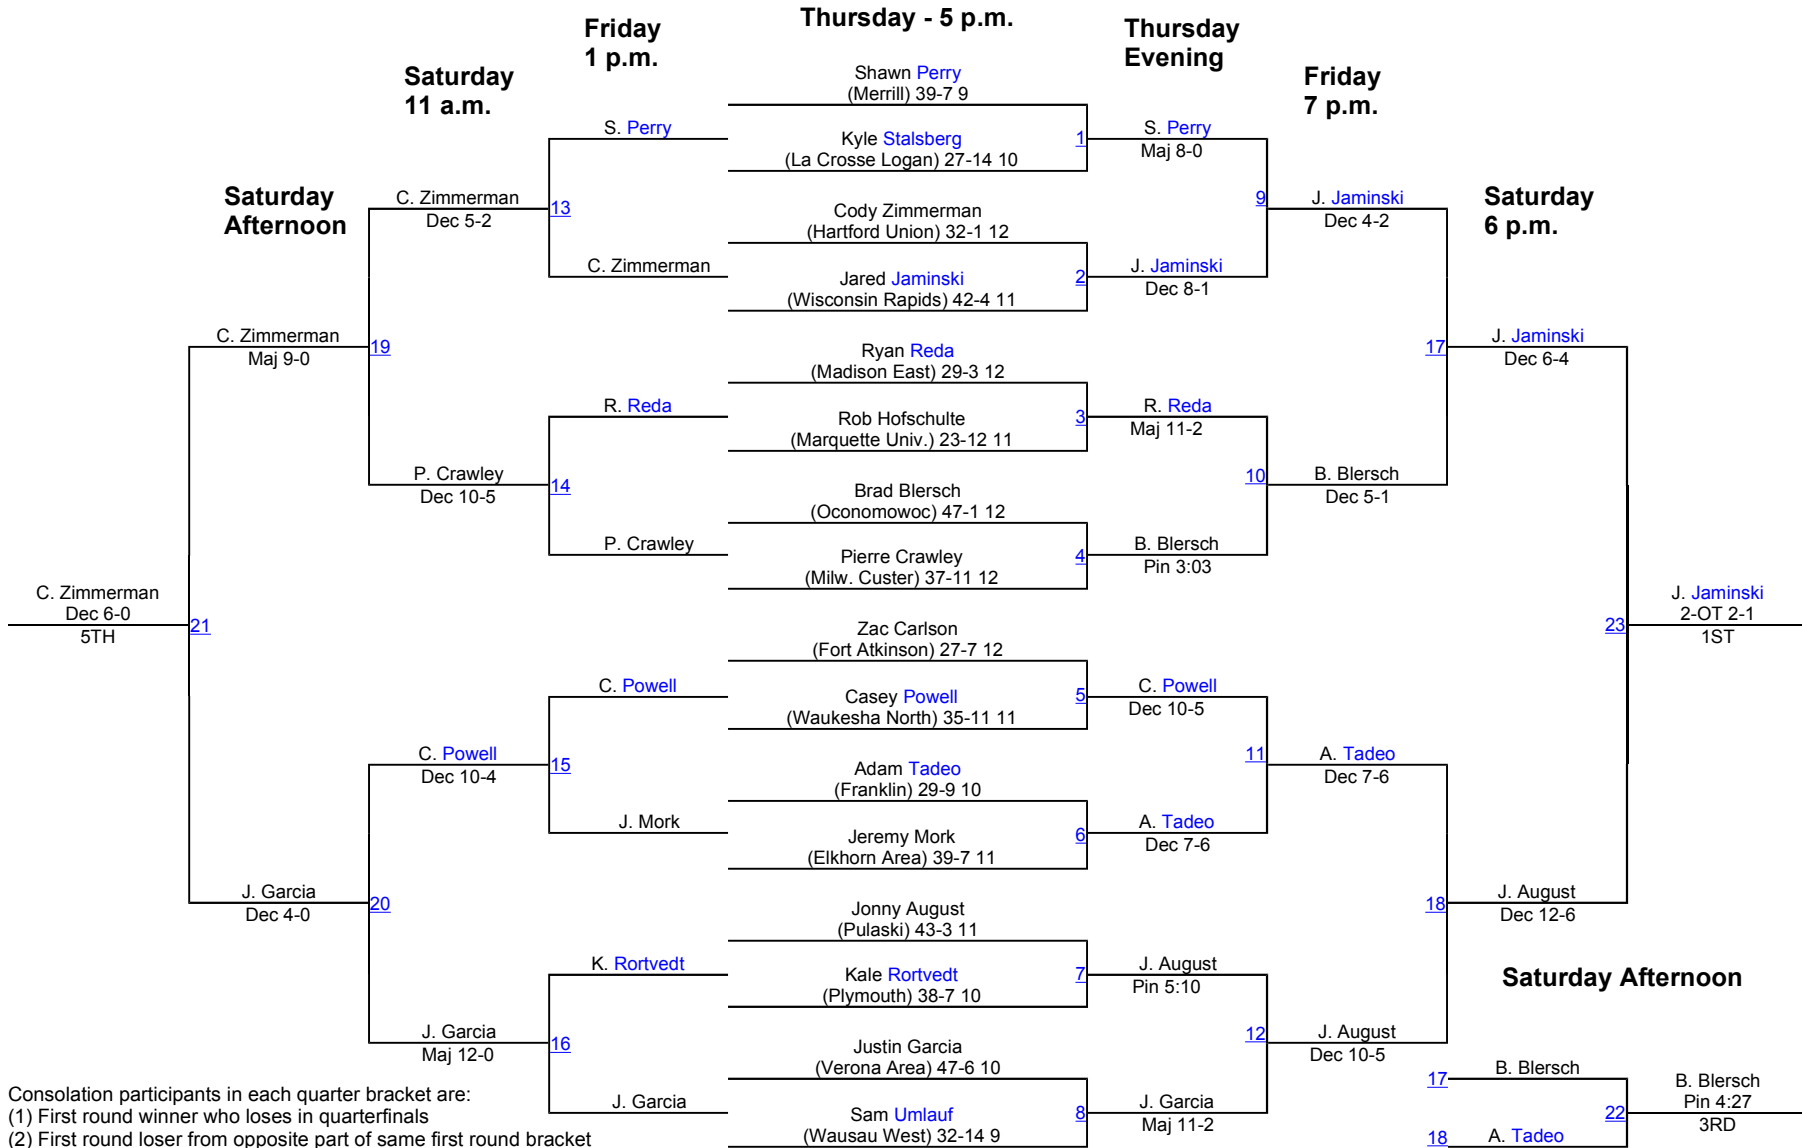 Thursday - 5 p.m.
Friday
1 p.m.
Thursday
Evening
Saturday
11 a.m.
Friday
7 p.m.
Saturday
Afternoon
Saturday
6 p.m.
Shawn Perry
(Merrill) 39-7 9
Kyle Stalsberg
(La Crosse Logan) 27-14 10
1
Cody Zimmerman
(Hartford Union) 32-1 12
Jared Jaminski
(Wisconsin Rapids) 42-4 11
2
Ryan Reda
(Madison East) 29-3 12
Rob Hofschulte
(Marquette Univ.) 23-12 11
3
Brad Blersch
(Oconomowoc) 47-1 12
Pierre Crawley
(Milw. Custer) 37-11 12
4
Zac Carlson
(Fort Atkinson) 27-7 12
Casey Powell
(Waukesha North) 35-11 11
5
Adam Tadeo
(Franklin) 29-9 10
Jeremy Mork
(Elkhorn Area) 39-7 11
6
Jonny August
(Pulaski) 43-3 11
Kale Rortvedt
(Plymouth) 38-7 10
7
Justin Garcia
(Verona Area) 47-6 10
Sam Umlauf
(Wausau West) 32-14 9
8
S. Perry
Maj 8-0
J. Jaminski
Dec 8-1
R. Reda
Maj 11-2
B. Blersch
Pin 3:03
C. Powell
Dec 10-5
A. Tadeo
Dec 7-6
J. August
Pin 5:10
J. Garcia
Maj 11-2
9
10
11
12
J. Jaminski
Dec 4-2
B. Blersch
Dec 5-1
A. Tadeo
Dec 7-6
J. August
Dec 10-5
17
18
J. Jaminski
Dec 6-4
J. August
Dec 12-6
23
J. Jaminski
2-OT 2-1
1ST
Saturday Afternoon
17
B. Blersch
18
A. Tadeo
22
B. Blersch
Pin 4:27
3RD
S. Perry
C. Zimmerman
R. Reda
P. Crawley
C. Powell
J. Mork
K. Rortvedt
J. Garcia
13
14
15
16
C. Zimmerman
Dec 5-2
P. Crawley
Dec 10-5
C. Powell
Dec 10-4
J. Garcia
Maj 12-0
19
20
C. Zimmerman
Maj 9-0
J. Garcia
Dec 4-0
21
C. Zimmerman
Dec 6-0
5TH
Consolation participants in each quarter bracket are:
(1) First round winner who loses in quarterfinals
(2) First round loser from opposite part of same first round bracket